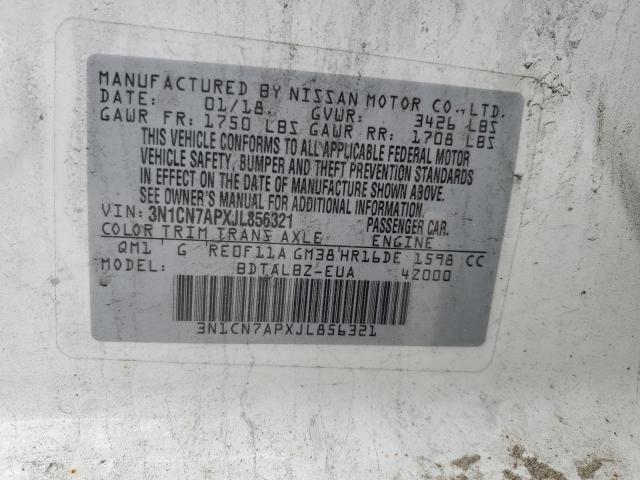 MANUFACTURED BY NISSAN MOTOR CO., LTD.
DATE: 01/18 GVWR: 3426 LBS
GAWR FR: 1750 LBS GAWR RR: 1708 LBS
THIS VEHICLE CONFORMS TO ALL APPLICABLE FEDERAL MOTOR
VEHICLE SAFETY, BUMPER AND THEFT PREVENTION STANDARDS
IN EFFECT ON THE DATE OF MANUFACTURE SHOWN ABOVE.
SEE OWNER'S MANUAL FOR ADDITIONAL INFORMATION.
VIN: 3N1CN7APXJL856321 PASSENGER CAR.
COLOR TRIM TRANS AXLE ENGINE
QM1 G RE0F11A GM38 HR16DE 1598 CC
MODEL: BDTALBZ-EUA 42000
3N1CN7APXJL856321